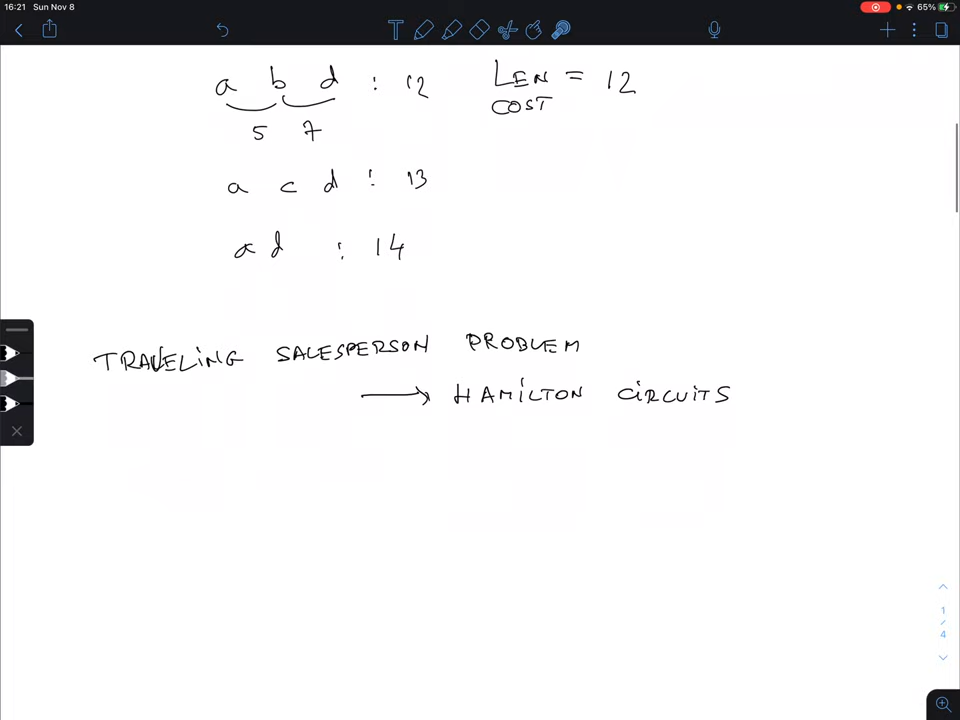 16:21 Sun Nov 8 65%
a b d : 12 LEN = 12
COST
5 7
a c d : 13
a d : 14
TRAVELING SALESPERSON PROBLEM
→ HAMILTON CIRCUITS
1
/
4